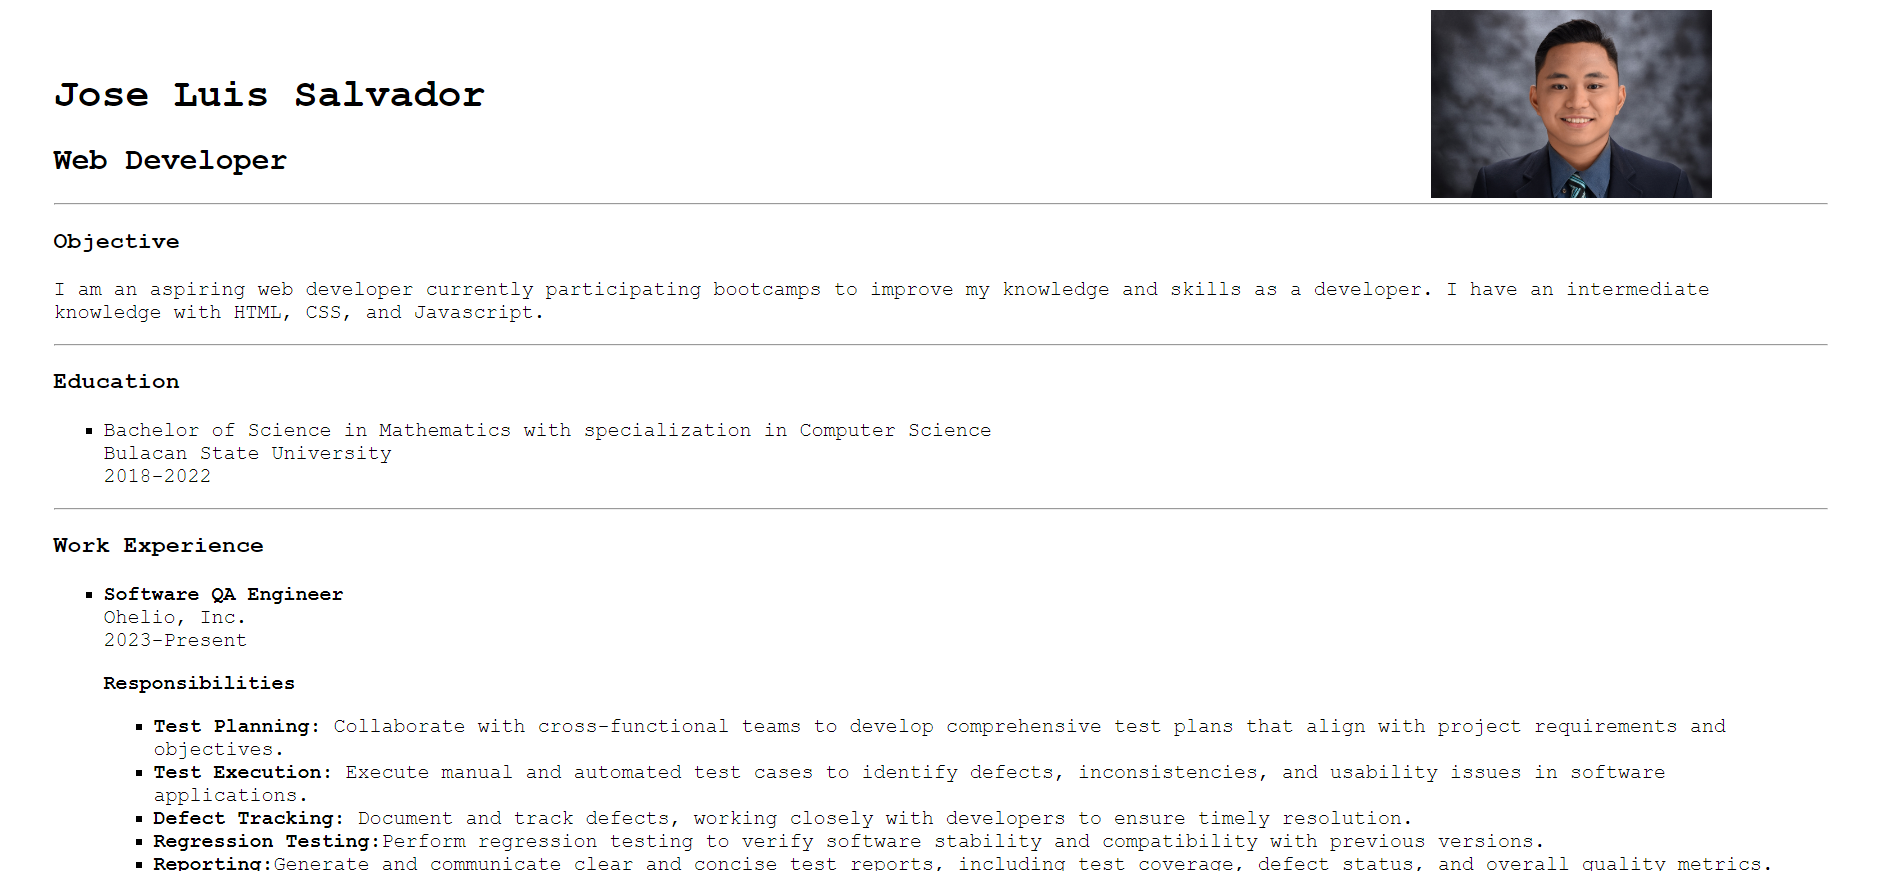 Jose Luis Salvador
Web Developer
Objective
I am an aspiring web developer currently participating bootcamps to improve my knowledge and skills as a developer. I have an intermediate
knowledge with HTML, CSS, and Javascript.
Education
Bachelor of Science in Mathematics with specialization in Computer Science
Bulacan State University
2018-2022
Work Experience
Software QA Engineer
Ohelio, Inc.
2023-Present
Responsibilities
Test Planning: Collaborate with cross-functional teams to develop comprehensive test plans that align with project requirements and
objectives.
Test Execution: Execute manual and automated test cases to identify defects, inconsistencies, and usability issues in software
applications.
Defect Tracking: Document and track defects, working closely with developers to ensure timely resolution.
Regression Testing:Perform regression testing to verify software stability and compatibility with previous versions.
Reporting:Generate and communicate clear and concise test reports, including test coverage, defect status, and overall quality metrics.